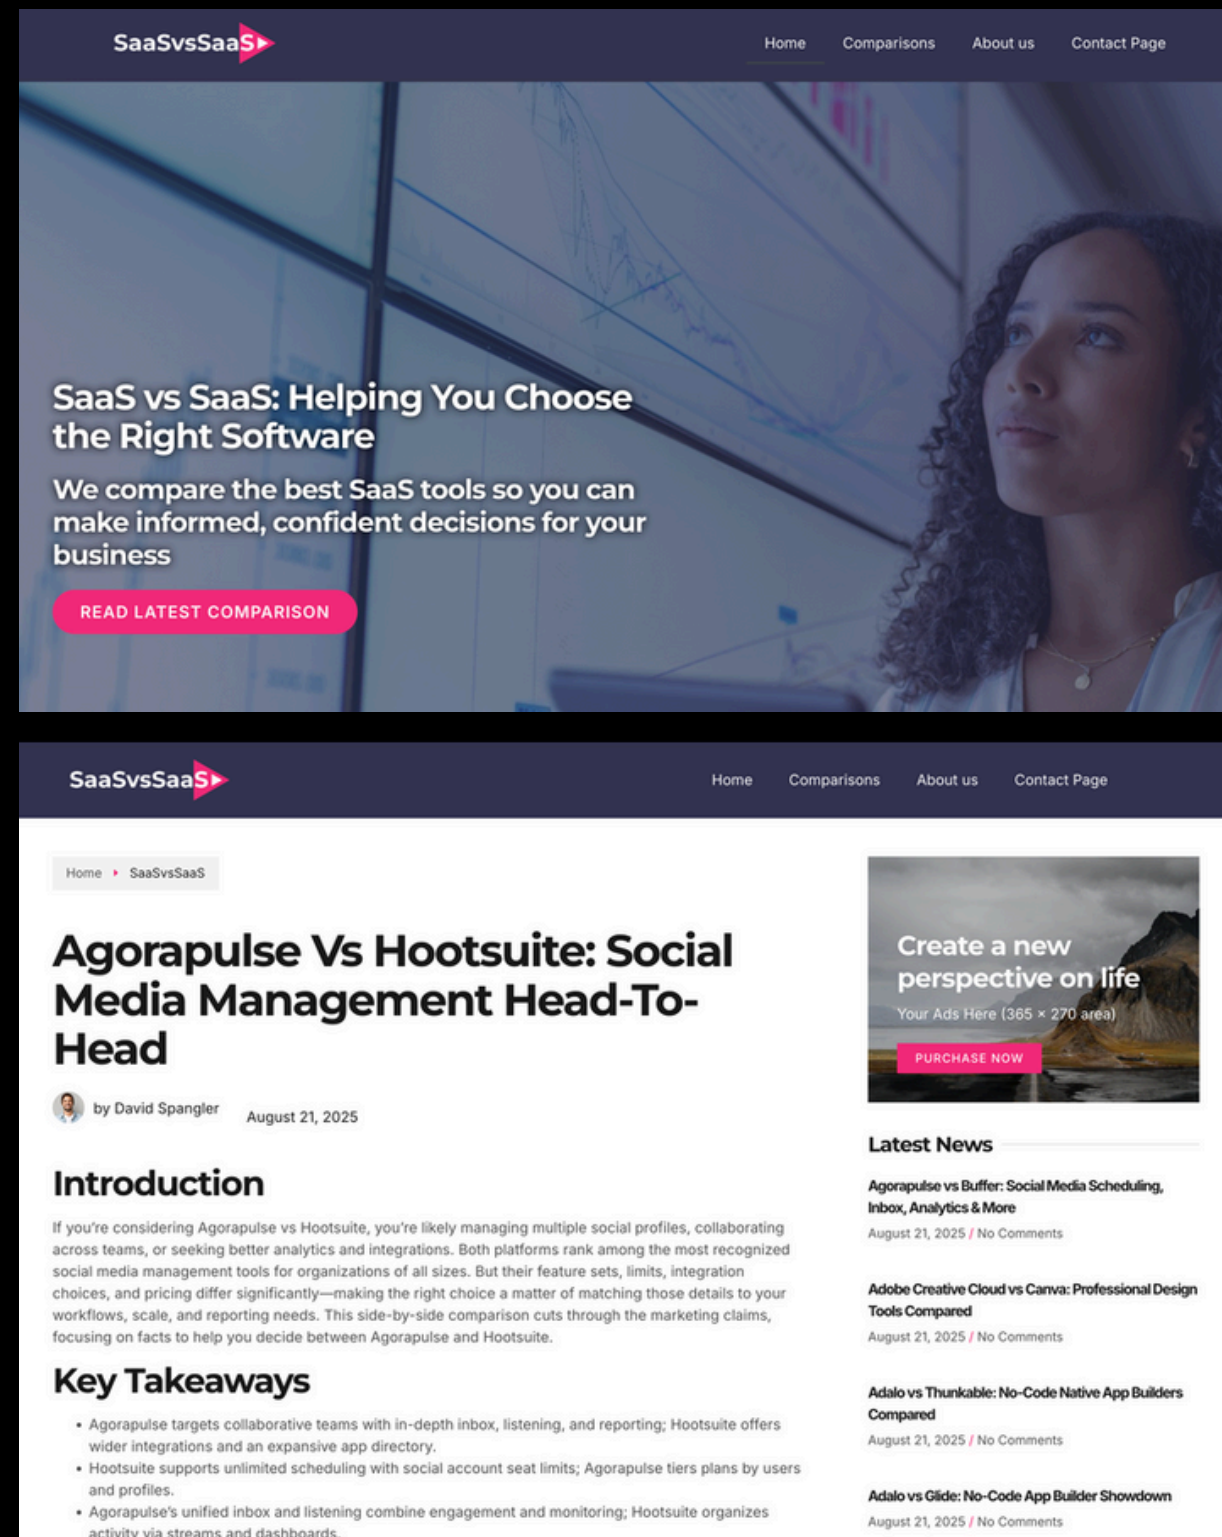 SaaSvsSaaS
Home
Comparisons
About us
Contact Page
SaaS vs SaaS: Helping You Choose
the Right Software
We compare the best SaaS tools so you can
make informed, confident decisions for your
business
READ LATEST COMPARISON
SaaSvsSaaS
Home
Comparisons
About us
Contact Page
Home
SaaSvsSaaS
Agorapulse Vs Hootsuite: Social
Media Management Head-To-
Head
by David Spangler
August 21, 2025
Introduction
If you’re considering Agorapulse vs Hootsuite, you’re likely managing multiple social profiles, collaborating
across teams, or seeking better analytics and integrations. Both platforms rank among the most recognized
social media management tools for organizations of all sizes. But their feature sets, limits, integration
choices, and pricing differ significantly—making the right choice a matter of matching those details to your
workflows, scale, and reporting needs. This side-by-side comparison cuts through the marketing claims,
focusing on facts to help you decide between Agorapulse and Hootsuite.
Key Takeaways
• Agorapulse targets collaborative teams with in-depth inbox, listening, and reporting; Hootsuite offers
wider integrations and an expansive app directory.
• Hootsuite supports unlimited scheduling with social account seat limits; Agorapulse tiers plans by users
and profiles.
• Agorapulse’s unified inbox and listening combine engagement and monitoring; Hootsuite organizes
activity via streams and dashboards.
Create a new
perspective on life
Your Ads Here (365 × 270 area)
PURCHASE NOW
Latest News
Agorapulse vs Buffer: Social Media Scheduling,
Inbox, Analytics & More
August 21, 2025 / No Comments
Adobe Creative Cloud vs Canva: Professional Design
Tools Compared
August 21, 2025 / No Comments
Adalo vs Thunkable: No-Code Native App Builders
Compared
August 21, 2025 / No Comments
Adalo vs Glide: No-Code App Builder Showdown
August 21, 2025 / No Comments